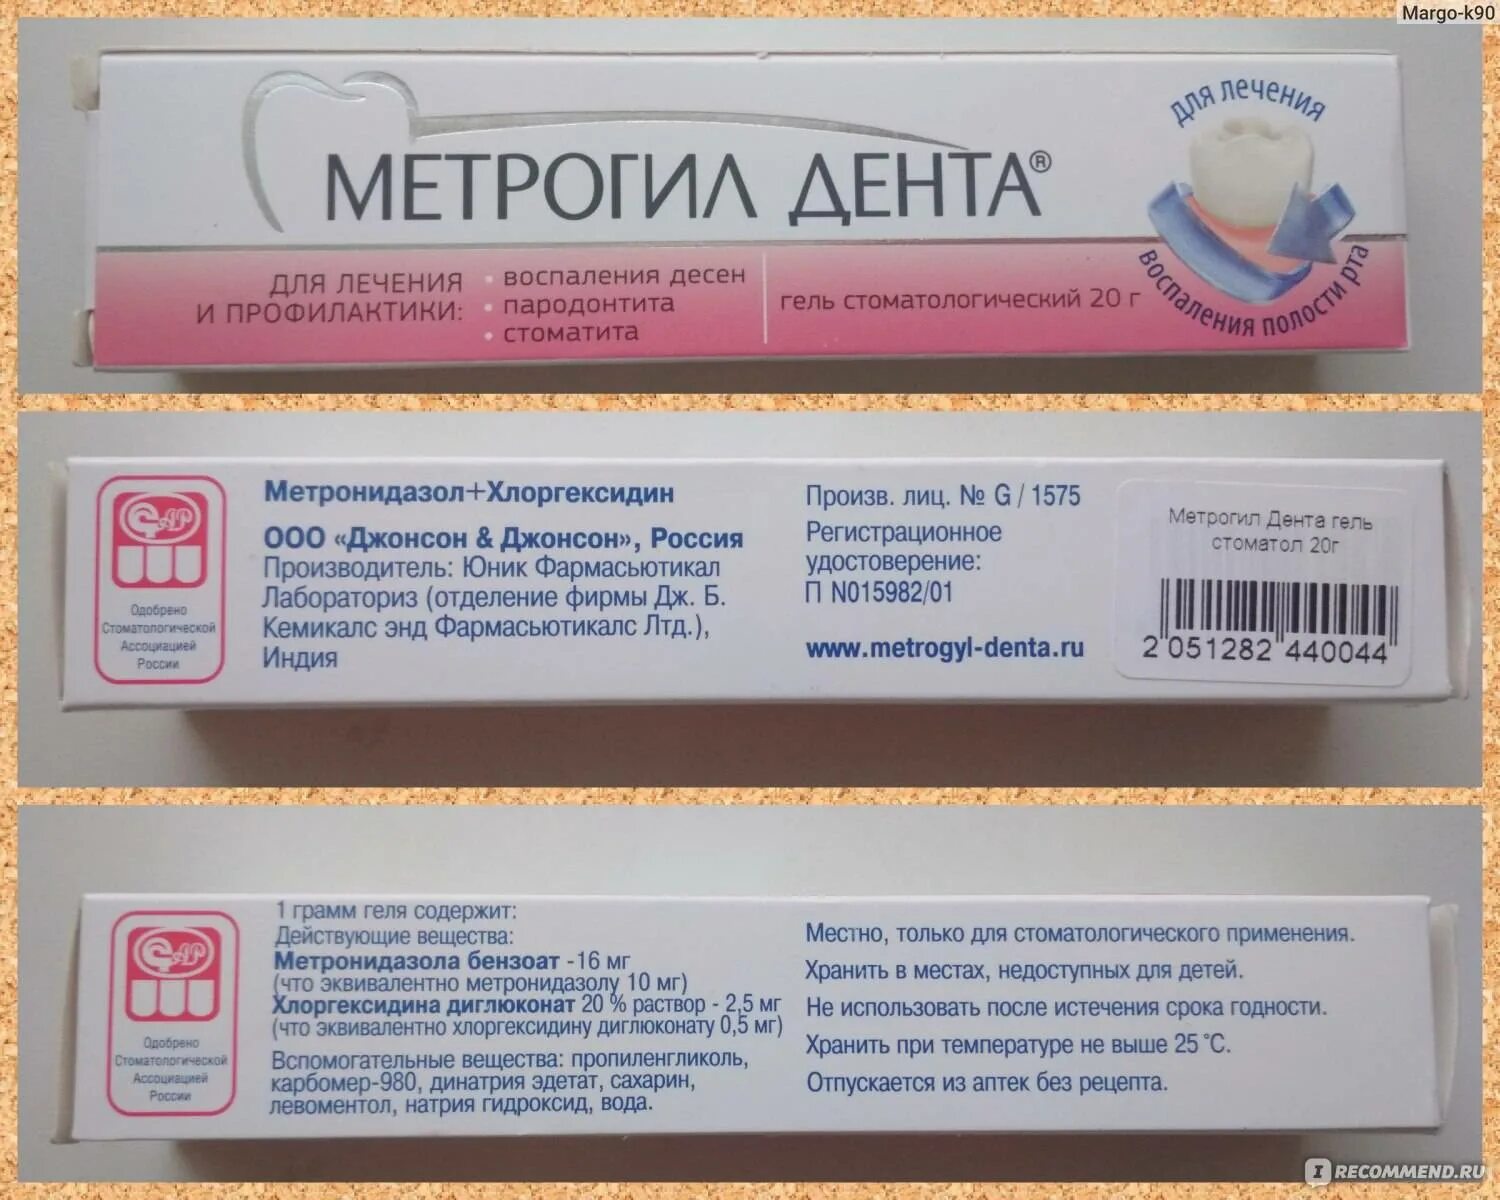 Margo-k90
МЕТРОГИЛ ДЕНТА®
для лечения
воспаления полости рта
ДЛЯ ЛЕЧЕНИЯ
И ПРОФИЛАКТИКИ:
• воспаления десен
• пародонтита
• стоматита
гель стоматологический 20 г
Одобрено
Стоматологической
Ассоциацией
России
Метронидазол+Хлоргексидин
ООО «Джонсон & Джонсон», Россия
Производитель: Юник Фармасьютикал
Лабораториз (отделение фирмы Дж. Б.
Кемикалс энд Фармасьютикалс Лтд.),
Индия
Произв. лиц. № G / 1575
Регистрационное
удостоверение:
П N015982/01
www.metrogyl-denta.ru
Метрогил Дента гель
стоматол 20г
2 051282 440044
Одобрено
Стоматологической
Ассоциацией
России
1 грамм геля содержит:
Действующие вещества:
Метронидазола бензоат -16 мг
(что эквивалентно метронидазолу 10 мг)
Хлоргексидина диглюконат 20 % раствор - 2,5 мг
(что эквивалентно хлоргексидину диглюконату 0,5 мг)
Вспомогательные вещества: пропиленгликоль,
карбомер-980, динатрия эдетат, сахарин,
левоментол, натрия гидроксид, вода.
Местно, только для стоматологического применения.
Хранить в местах, недоступных для детей.
Не использовать после истечения срока годности.
Хранить при температуре не выше 25 °C.
Отпускается из аптек без рецепта.
IRECOMMEND.RU